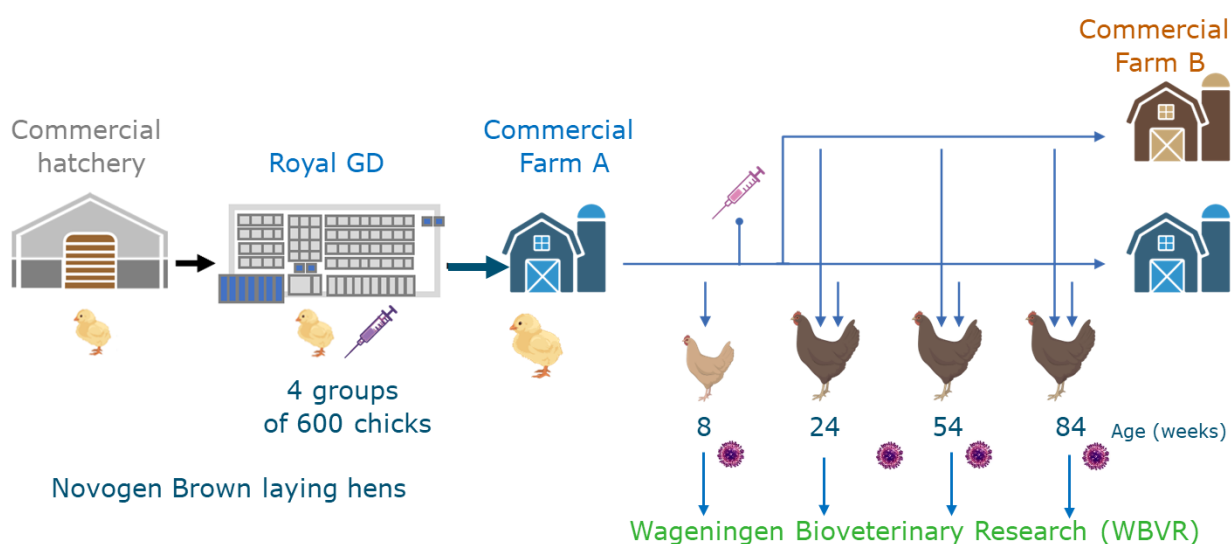 Commercial
Farm B
Commercial
hatchery
Royal GD
Commercial
Farm A
4 groups
of 600 chicks
8
24
54
84
Age (weeks)
Novogen Brown laying hens
Wageningen Bioveterinary Research (WBVR)